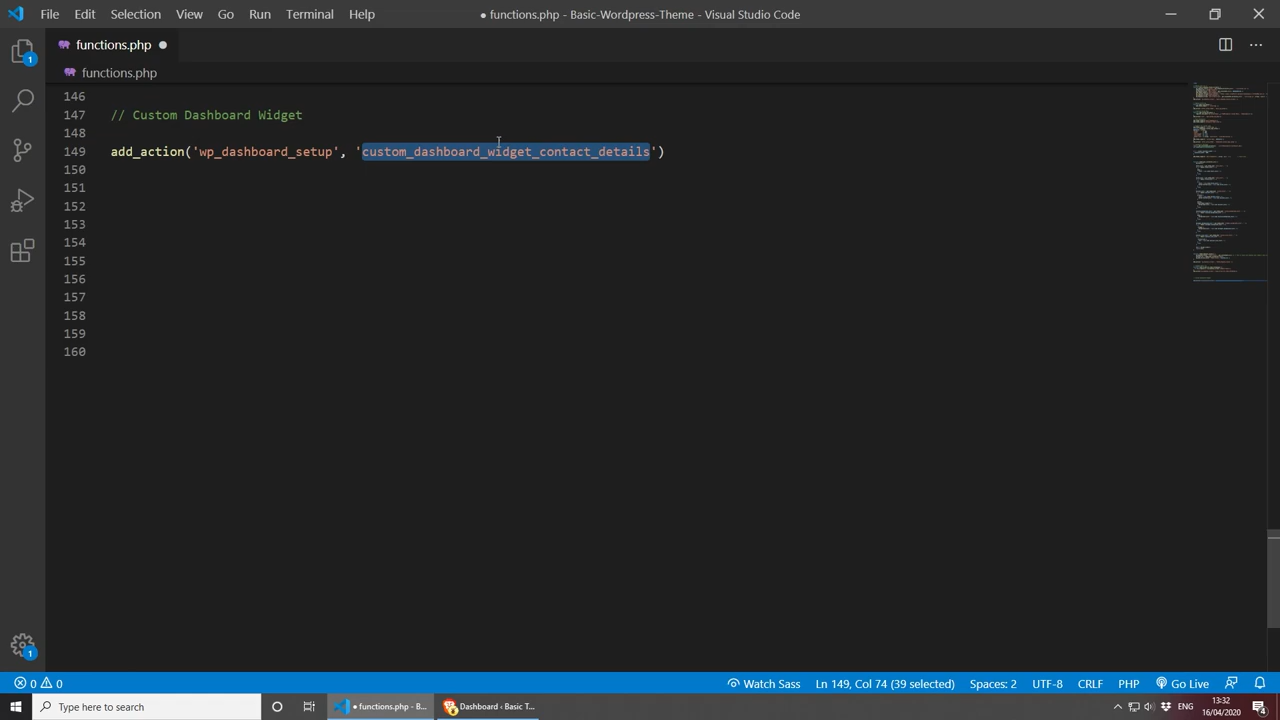 File Edit Selection View Go Run Terminal Help
● functions.php - Basic-Wordpress-Theme - Visual Studio Code
functions.php
functions.php
146
147 // Custom Dashboard Widget
148
149 add_action('wp_dashboard_setup', 'custom_dashboard_widget_contact_details'
150
151
152
153
154
155
156
157
158
159
160
1
1
0 0 Watch Sass Ln 149, Col 74 (39 selected) Spaces: 2 UTF-8 CRLF PHP Go Live
Type here to search
● functions.php - B...
Dashboard ‹ Basic T...
ENG
13:32
16/04/2020
4